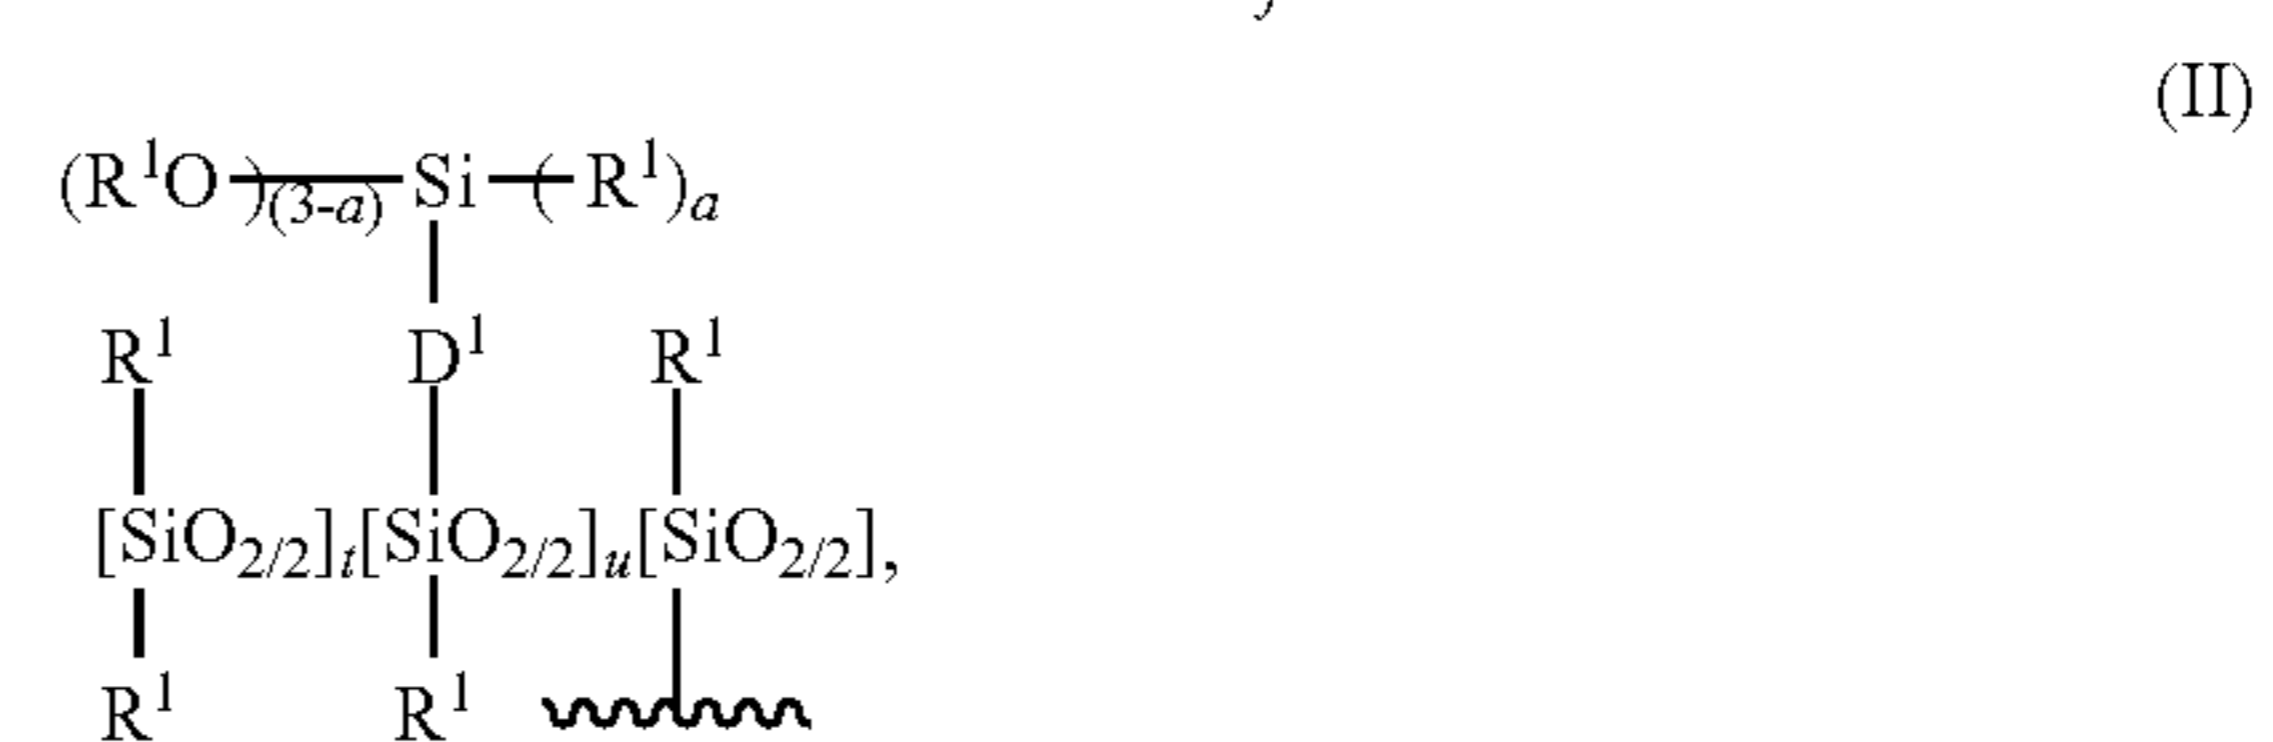 (II)
(R¹O)(3-a) Si (R¹)a
R¹ D¹ R¹
[SiO2/2]t[SiO2/2]u[SiO2/2],
R¹ R¹